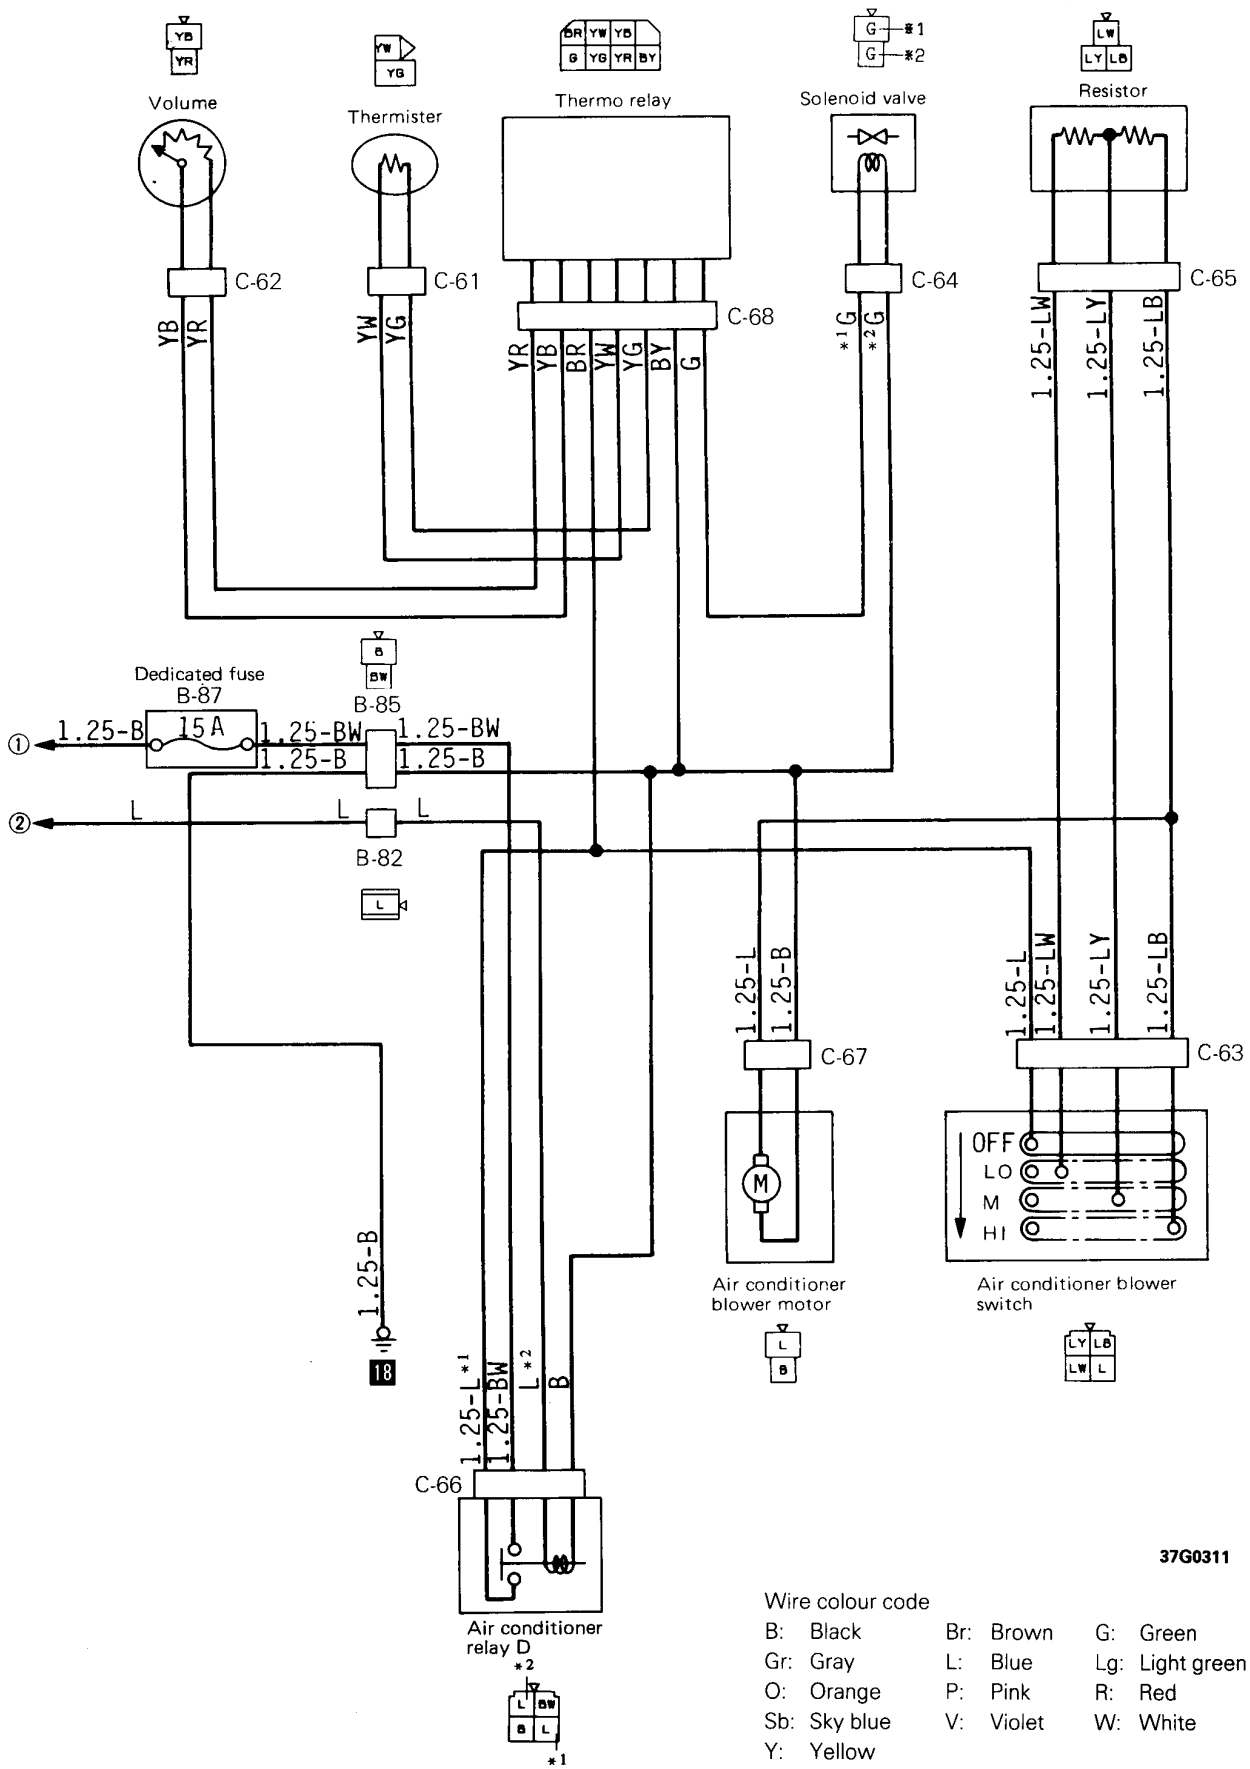 YB
YR
Volume
C-62
YB
YR
YW
YG
Thermister
C-61
YW
YG
BR YW YB
G YG YR BY
Thermo relay
C-68
YR
YB
BR
YW
YG
BY
G
G *1
G *2
Solenoid valve
C-64
*1 G
*2 G
LW
LY LB
Resistor
C-65
1.25-LW
1.25-LY
1.25-LB
Dedicated fuse
B-87
15A
B
BW
B-85
① 1.25-B
1.25-BW
1.25-BW
1.25-B
1.25-B
② L
L
L
B-82
L
1.25-B
18
1.25-L
1.25-B
C-67
M
Air conditioner
blower motor
L
B
1.25-L
1.25-LW
1.25-LY
1.25-LB
C-63
OFF
LO
M
HI
Air conditioner blower
switch
LY LB
LW L
1.25-L *1
1.25-BW
L *2
B
C-66
Air conditioner
relay D
*2
L BW
B L
*1
37G0311
Wire colour code
B: Black Br: Brown G: Green
Gr: Gray L: Blue Lg: Light green
O: Orange P: Pink R: Red
Sb: Sky blue V: Violet W: White
Y: Yellow